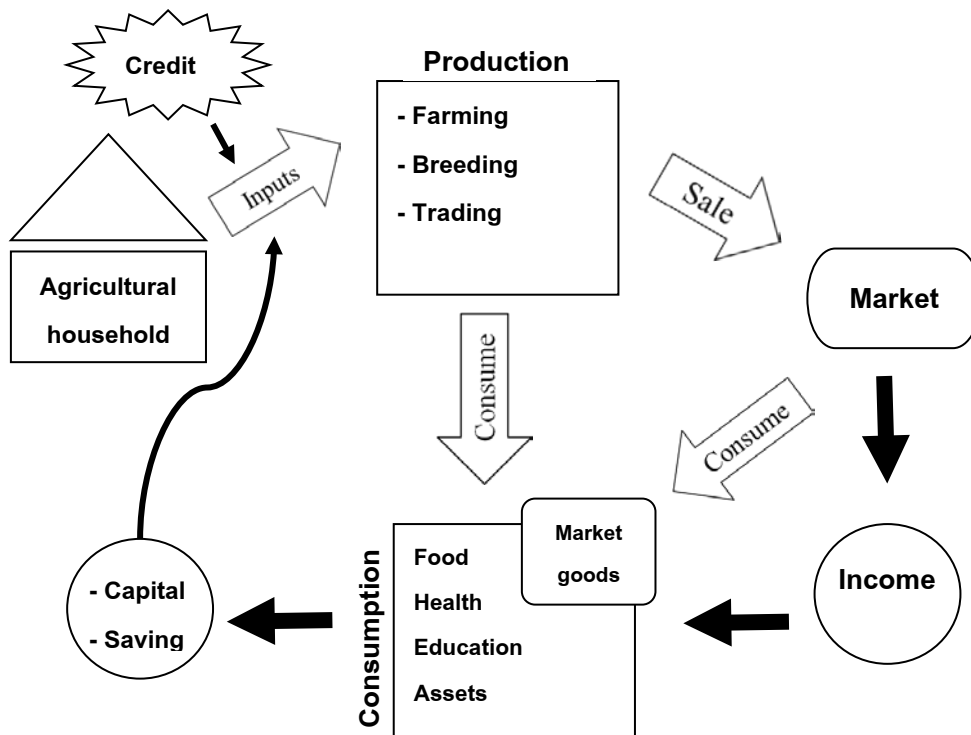 Credit
Production
- Farming
- Breeding
- Trading
Inputs
Sale
Agricultural
household
Market
Consume
Consume
Market
goods
Consumption
Food
Health
Education
Assets
Income
- Capital
- Saving